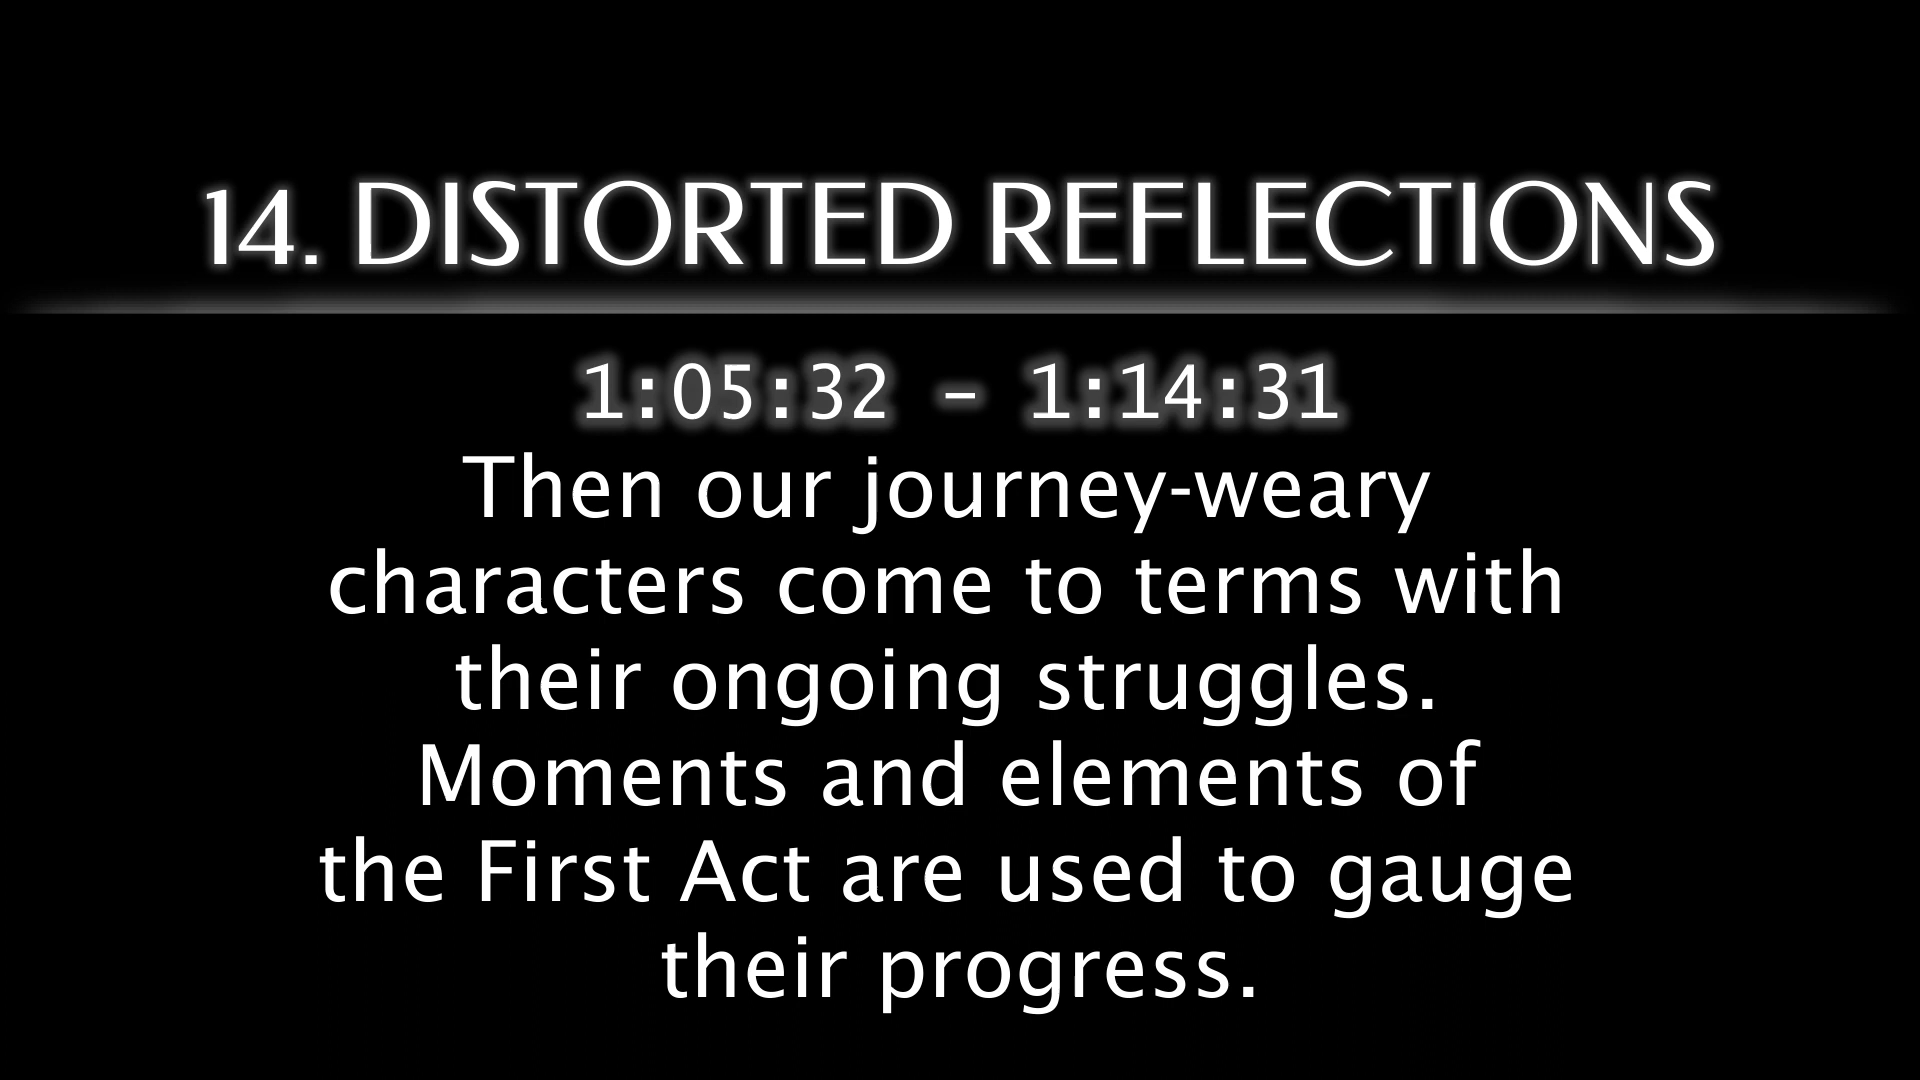 14. DISTORTED REFLECTIONS
1:05:32 – 1:14:31
Then our journey-weary
characters come to terms with
their ongoing struggles.
Moments and elements of
the First Act are used to gauge
their progress.